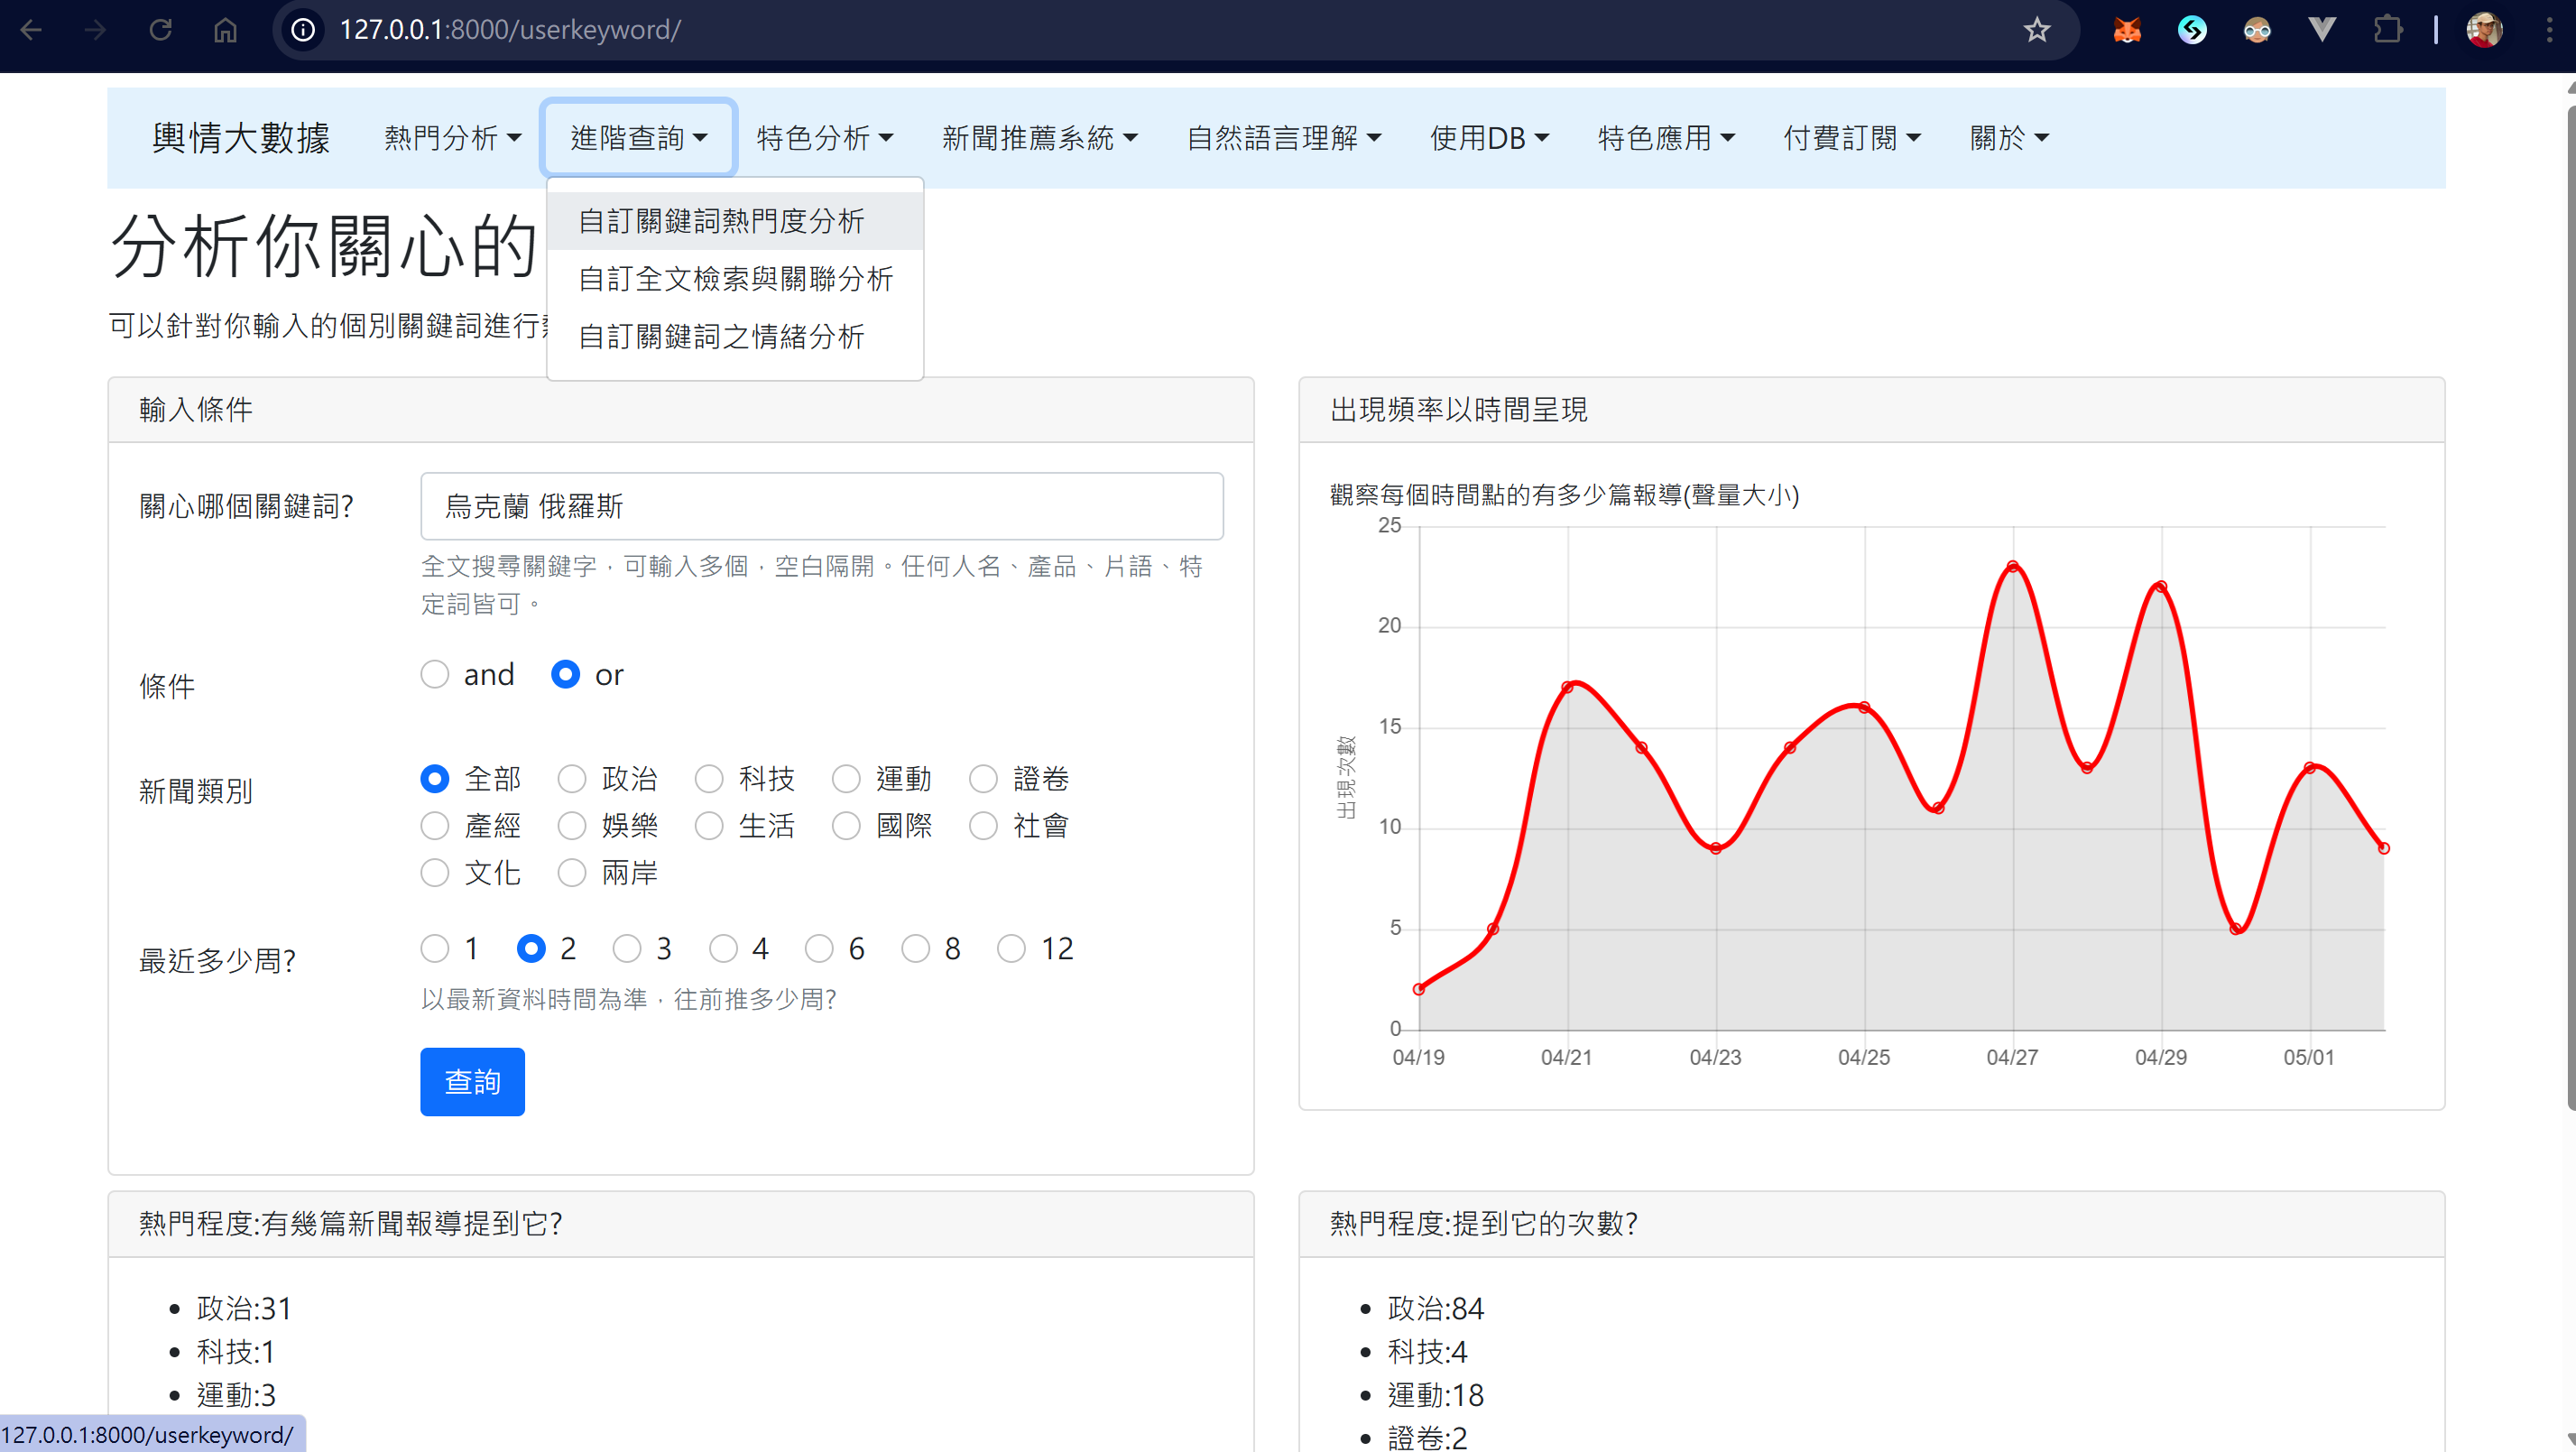 127.0.0.1:8000/userkeyword/
輿情大數據 熱門分析 進階查詢 特色分析 新聞推薦系統 自然語言理解 使用DB 特色應用 付費訂閱 關於
自訂關鍵詞熱門度分析
自訂全文檢索與關聯分析
自訂關鍵詞之情緒分析
分析你關心的
可以針對你輸入的個別關鍵詞進行
輸入條件
關心哪個關鍵詞?
烏克蘭 俄羅斯
全文搜尋關鍵字，可輸入多個，空白隔開。任何人名、產品、片語、特
定詞皆可。
條件
and or
新聞類別
全部 政治 科技 運動 證卷
產經 娛樂 生活 國際 社會
文化 兩岸
最近多少周?
1 2 3 4 6 8 12
以最新資料時間為準，往前推多少周?
查詢
出現頻率以時間呈現
觀察每個時間點的有多少篇報導(聲量大小)
出現次數
25
20
15
10
5
0
04/19 04/21 04/23 04/25 04/27 04/29 05/01
熱門程度:有幾篇新聞報導提到它?
政治:31
科技:1
運動:3
熱門程度:提到它的次數?
政治:84
科技:4
運動:18
證卷:2
127.0.0.1:8000/userkeyword/